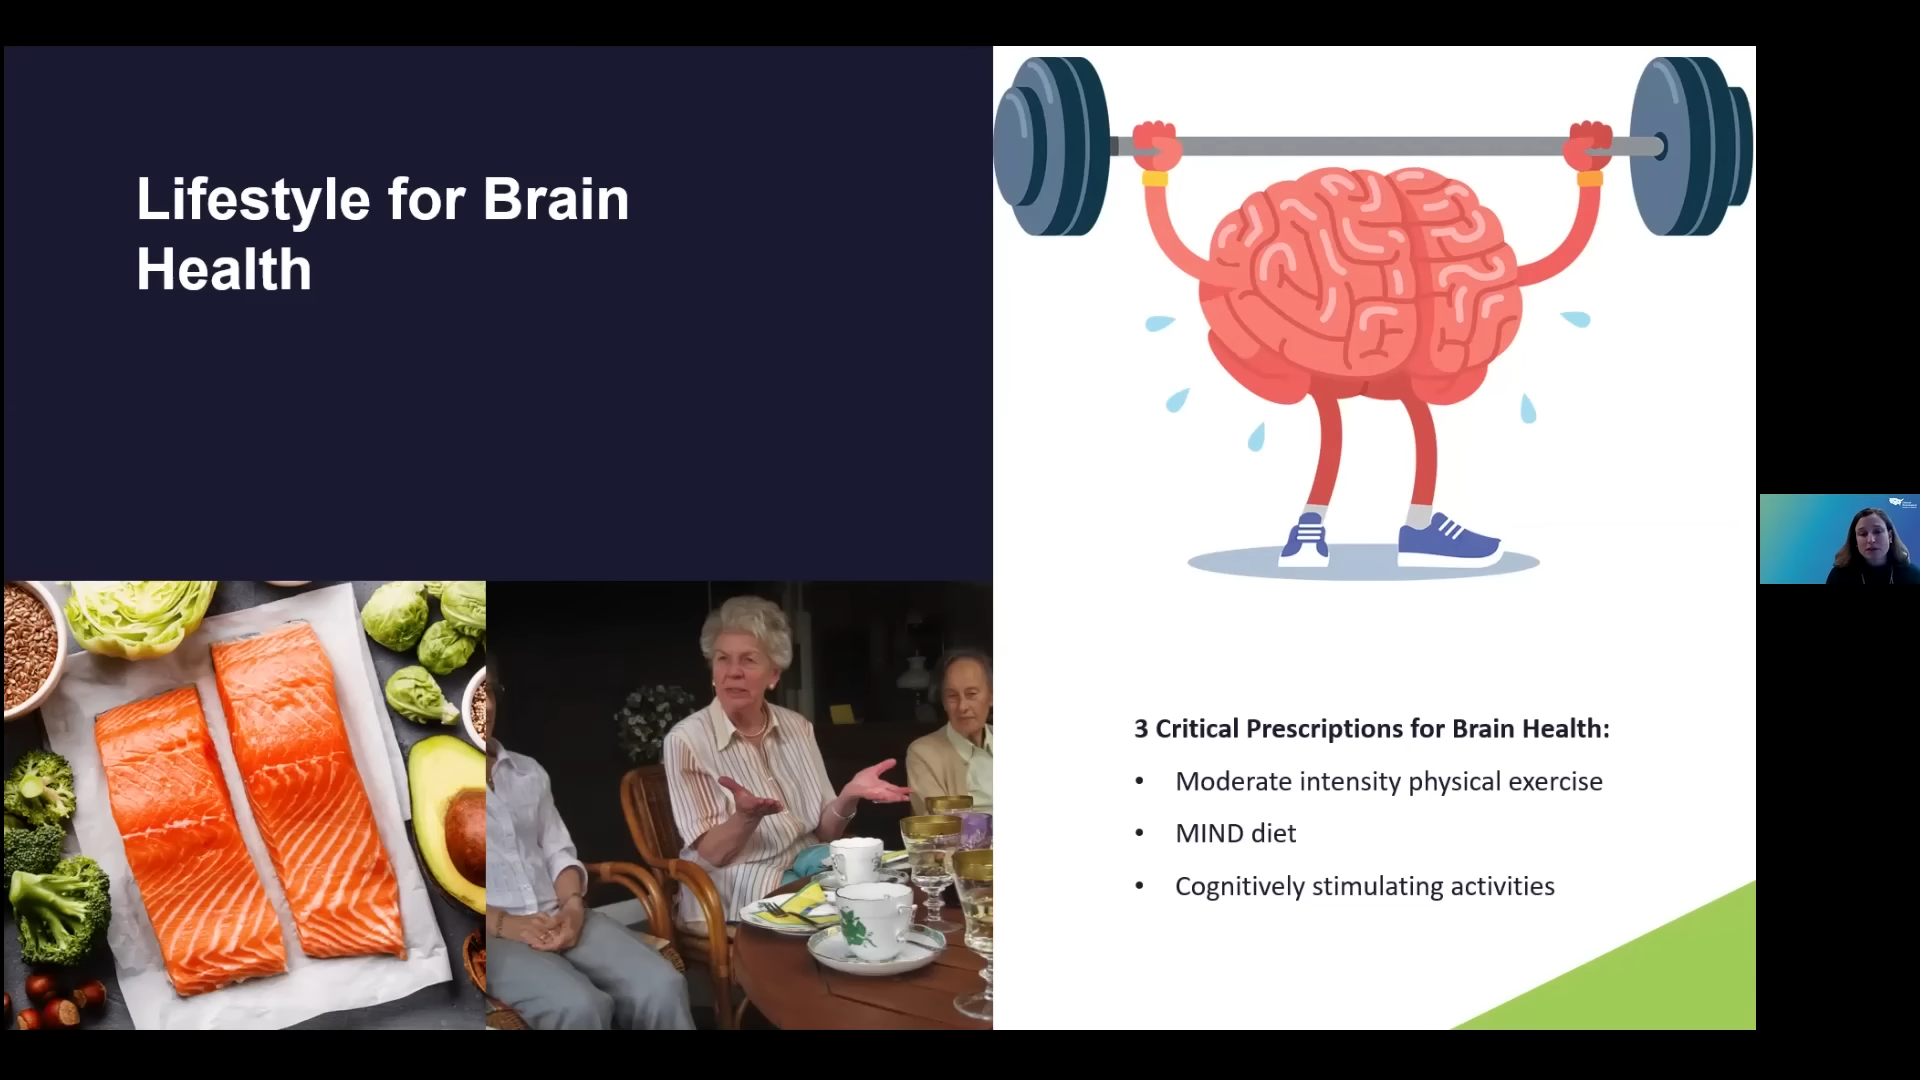 Lifestyle for Brain
Health
3 Critical Prescriptions for Brain Health:
• Moderate intensity physical exercise
• MIND diet
• Cognitively stimulating activities